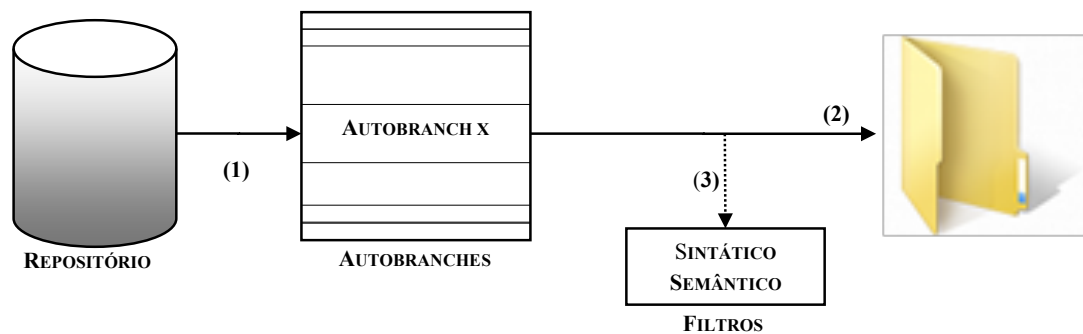 AUTOBRANCH X
(1)
(2)
(3)
REPOSITÓRIO
AUTOBRANCHES
SINTÁTICO
SEMÂNTICO
FILTROS